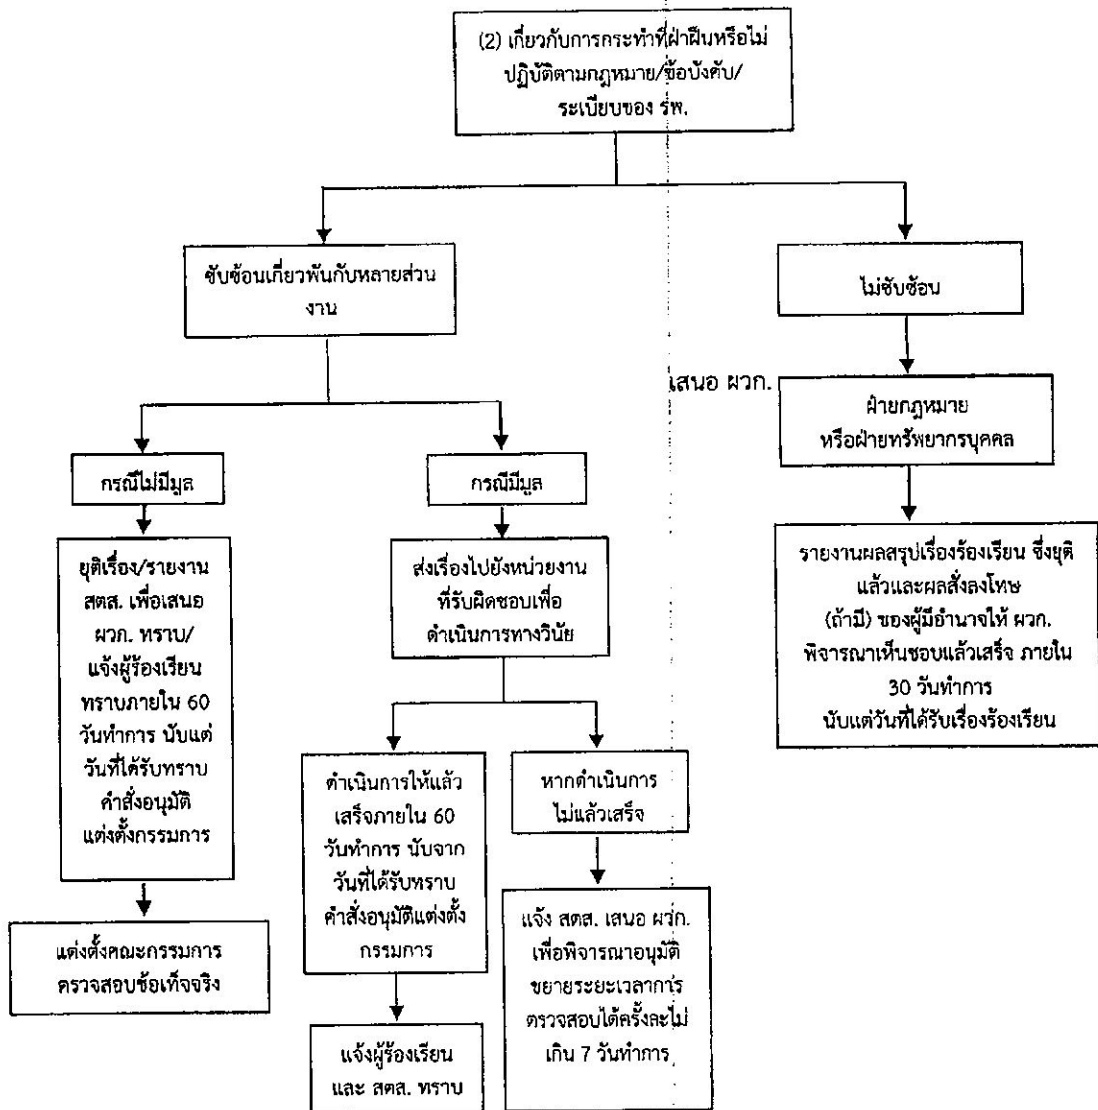 (2) เกี่ยวกับการกระทำที่ฝ่าฝืนหรือไม่
ปฏิบัติตามกฎหมาย/ข้อบังคับ/
ระเบียบของ รพ.
ซับซ้อนเกี่ยวพันกับหลายส่วน
งาน
ไม่ซับซ้อน
เสนอ ผวก.
ฝ่ายกฎหมาย
หรือฝ่ายทรัพยากรบุคคล
กรณีไม่มีมูล
กรณีมีมูล
ยุติเรื่อง/รายงาน
สตส. เพื่อเสนอ
ผวก. ทราบ/
แจ้งผู้ร้องเรียน
ทราบภายใน 60
วันทำการ นับแต่
วันที่ได้รับทราบ
คำสั่งอนุมัติ
แต่งตั้งกรรมการ
ส่งเรื่องไปยังหน่วยงาน
ที่รับผิดชอบเพื่อ
ดำเนินการทางวินัย
รายงานผลสรุปเรื่องร้องเรียน ซึ่งยุติ
แล้วและผลสั่งลงโทษ
(ถ้ามี) ของผู้มีอำนาจให้ ผวก.
พิจารณาเห็นชอบแล้วเสร็จ ภายใน
30 วันทำการ
นับแต่วันที่ได้รับเรื่องร้องเรียน
ดำเนินการให้แล้ว
เสร็จภายใน 60
วันทำการ นับจาก
วันที่ได้รับทราบ
คำสั่งอนุมัติแต่งตั้ง
กรรมการ
หากดำเนินการ
ไม่แล้วเสร็จ
แต่งตั้งคณะกรรมการ
ตรวจสอบข้อเท็จจริง
แจ้ง สตส. เสนอ ผวก.
เพื่อพิจารณาอนุมัติ
ขยายระยะเวลาการ
ตรวจสอบได้ครั้งละไม่
เกิน 7 วันทำการ
แจ้งผู้ร้องเรียน
และ สตส. ทราบ